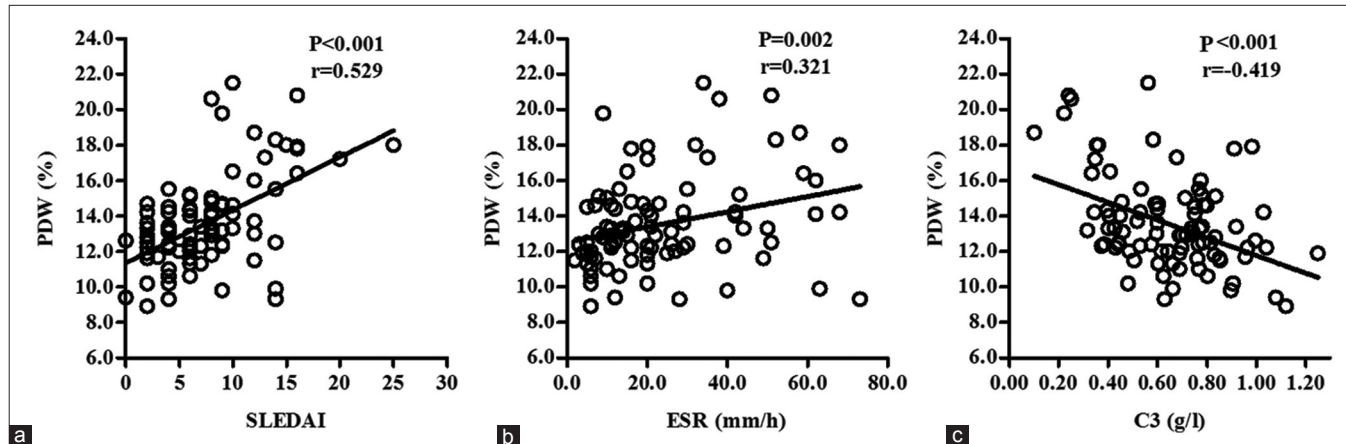 P<0.001
r=0.529
PDW (%)
24.0
22.0
20.0
18.0
16.0
14.0
12.0
10.0
8.0
6.0
0 5 10 15 20 25 30
SLEDAI
a
P=0.002
r=0.321
PDW (%)
24.0
22.0
20.0
18.0
16.0
14.0
12.0
10.0
8.0
6.0
0.0 20.0 40.0 60.0 80.0
ESR (mm/h)
b
P<0.001
r=-0.419
PDW (%)
24.0
22.0
20.0
18.0
16.0
14.0
12.0
10.0
8.0
6.0
0.00 0.20 0.40 0.60 0.80 1.00 1.20
C3 (g/l)
c